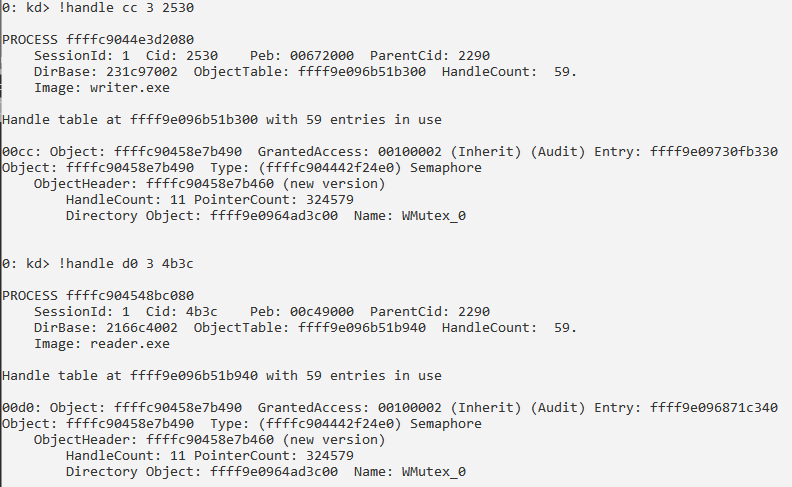 0: kd> !handle cc 3 2530
PROCESS ffffc9044e3d2080
SessionId: 1 Cid: 2530 Peb: 00672000 ParentCid: 2290
DirBase: 231c97002 ObjectTable: ffff9e096b51b300 HandleCount: 59.
Image: writer.exe
Handle table at ffff9e096b51b300 with 59 entries in use
00cc: Object: ffffc90458e7b490 GrantedAccess: 00100002 (Inherit) (Audit) Entry: ffff9e09730fb330
Object: ffffc90458e7b490 Type: (ffffc904442f24e0) Semaphore
ObjectHeader: ffffc90458e7b460 (new version)
HandleCount: 11 PointerCount: 324579
Directory Object: ffff9e0964ad3c00 Name: WMutex_0
0: kd> !handle d0 3 4b3c
PROCESS ffffc904548bc080
SessionId: 1 Cid: 4b3c Peb: 00c49000 ParentCid: 2290
DirBase: 2166c4002 ObjectTable: ffff9e096b51b940 HandleCount: 59.
Image: reader.exe
Handle table at ffff9e096b51b940 with 59 entries in use
00d0: Object: ffffc90458e7b490 GrantedAccess: 00100002 (Inherit) (Audit) Entry: ffff9e096871c340
Object: ffffc90458e7b490 Type: (ffffc904442f24e0) Semaphore
ObjectHeader: ffffc90458e7b460 (new version)
HandleCount: 11 PointerCount: 324579
Directory Object: ffff9e0964ad3c00 Name: WMutex_0